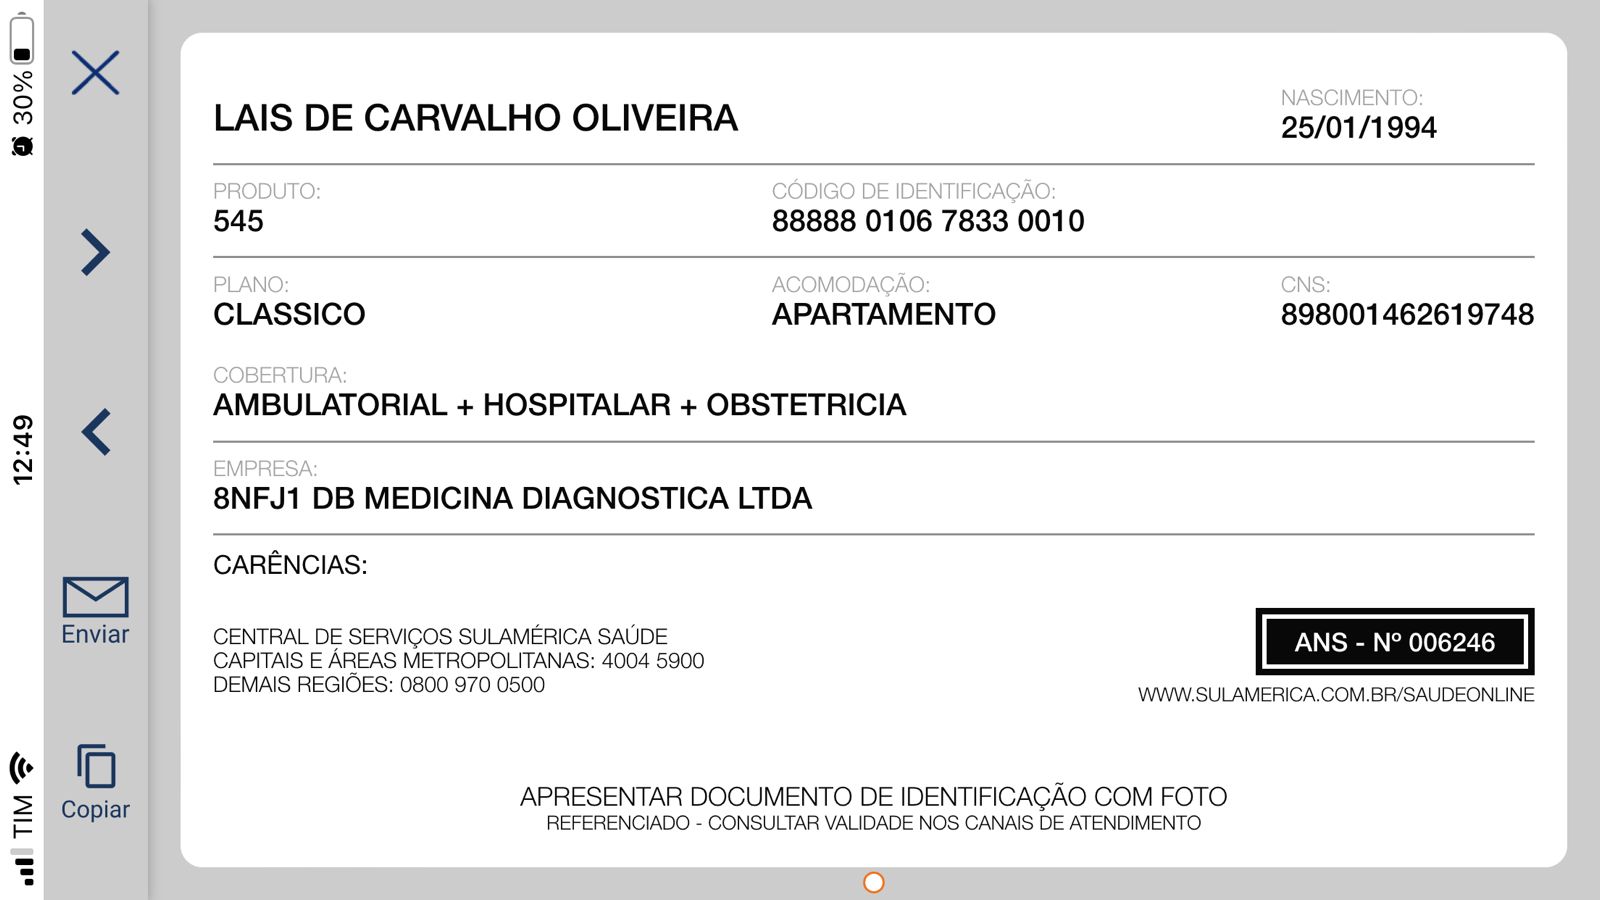 30%
12:49
TIM
Enviar
Copiar
LAIS DE CARVALHO OLIVEIRA
NASCIMENTO:
25/01/1994
PRODUTO:
545
CÓDIGO DE IDENTIFICAÇÃO:
88888 0106 7833 0010
PLANO:
CLASSICO
ACOMODAÇÃO:
APARTAMENTO
CNS:
898001462619748
COBERTURA:
AMBULATORIAL + HOSPITALAR + OBSTETRICIA
EMPRESA:
8NFJ1 DB MEDICINA DIAGNOSTICA LTDA
CARÊNCIAS:
CENTRAL DE SERVIÇOS SULAMÉRICA SAÚDE
CAPITAIS E ÁREAS METROPOLITANAS: 4004 5900
DEMAIS REGIÕES: 0800 970 0500
ANS - Nº 006246
WWW.SULAMERICA.COM.BR/SAUDEONLINE
APRESENTAR DOCUMENTO DE IDENTIFICAÇÃO COM FOTO
REFERENCIADO - CONSULTAR VALIDADE NOS CANAIS DE ATENDIMENTO